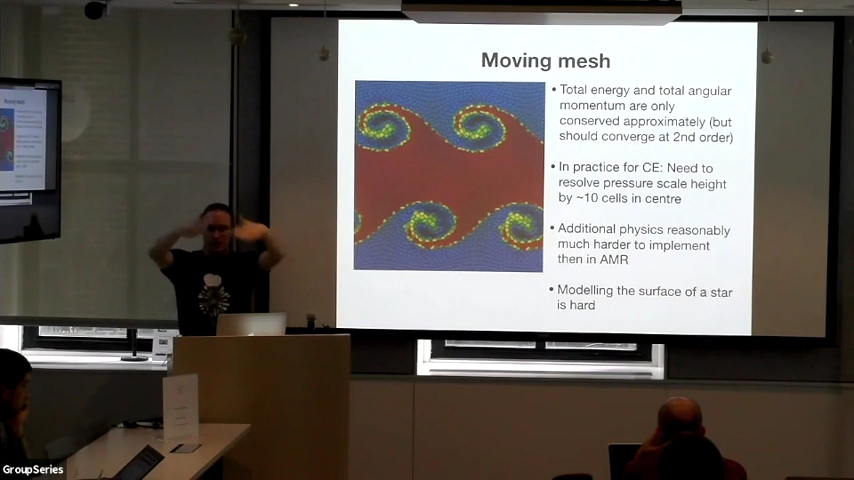 Moving mesh
• Total energy and total angular
momentum are only
conserved approximately (but
should converge at 2nd order)
• In practice for CE: Need to
resolve pressure scale height
by ~10 cells in centre
• Additional physics reasonably
much harder to implement
then in AMR
• Modelling the surface of a star
is hard
Moving mesh
GroupSeries